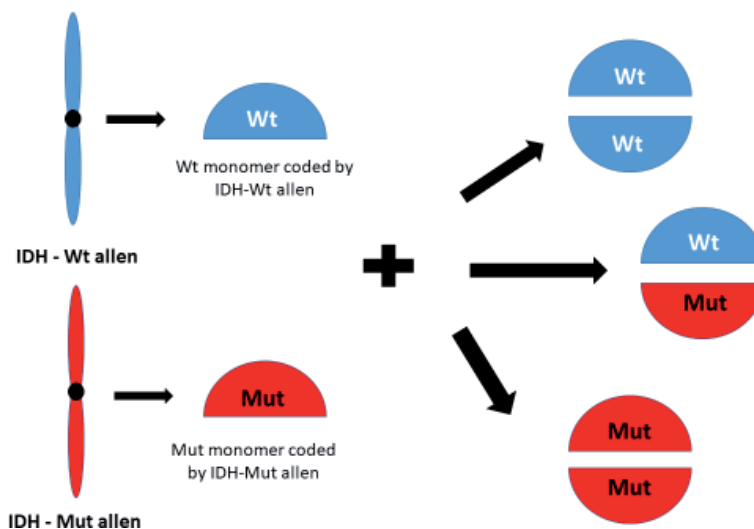 Wt
Wt monomer coded by
IDH-Wt allen
IDH - Wt allen
Mut
Mut monomer coded
by IDH-Mut allen
IDH - Mut allen
Wt
Wt
Wt
Mut
Mut
Mut